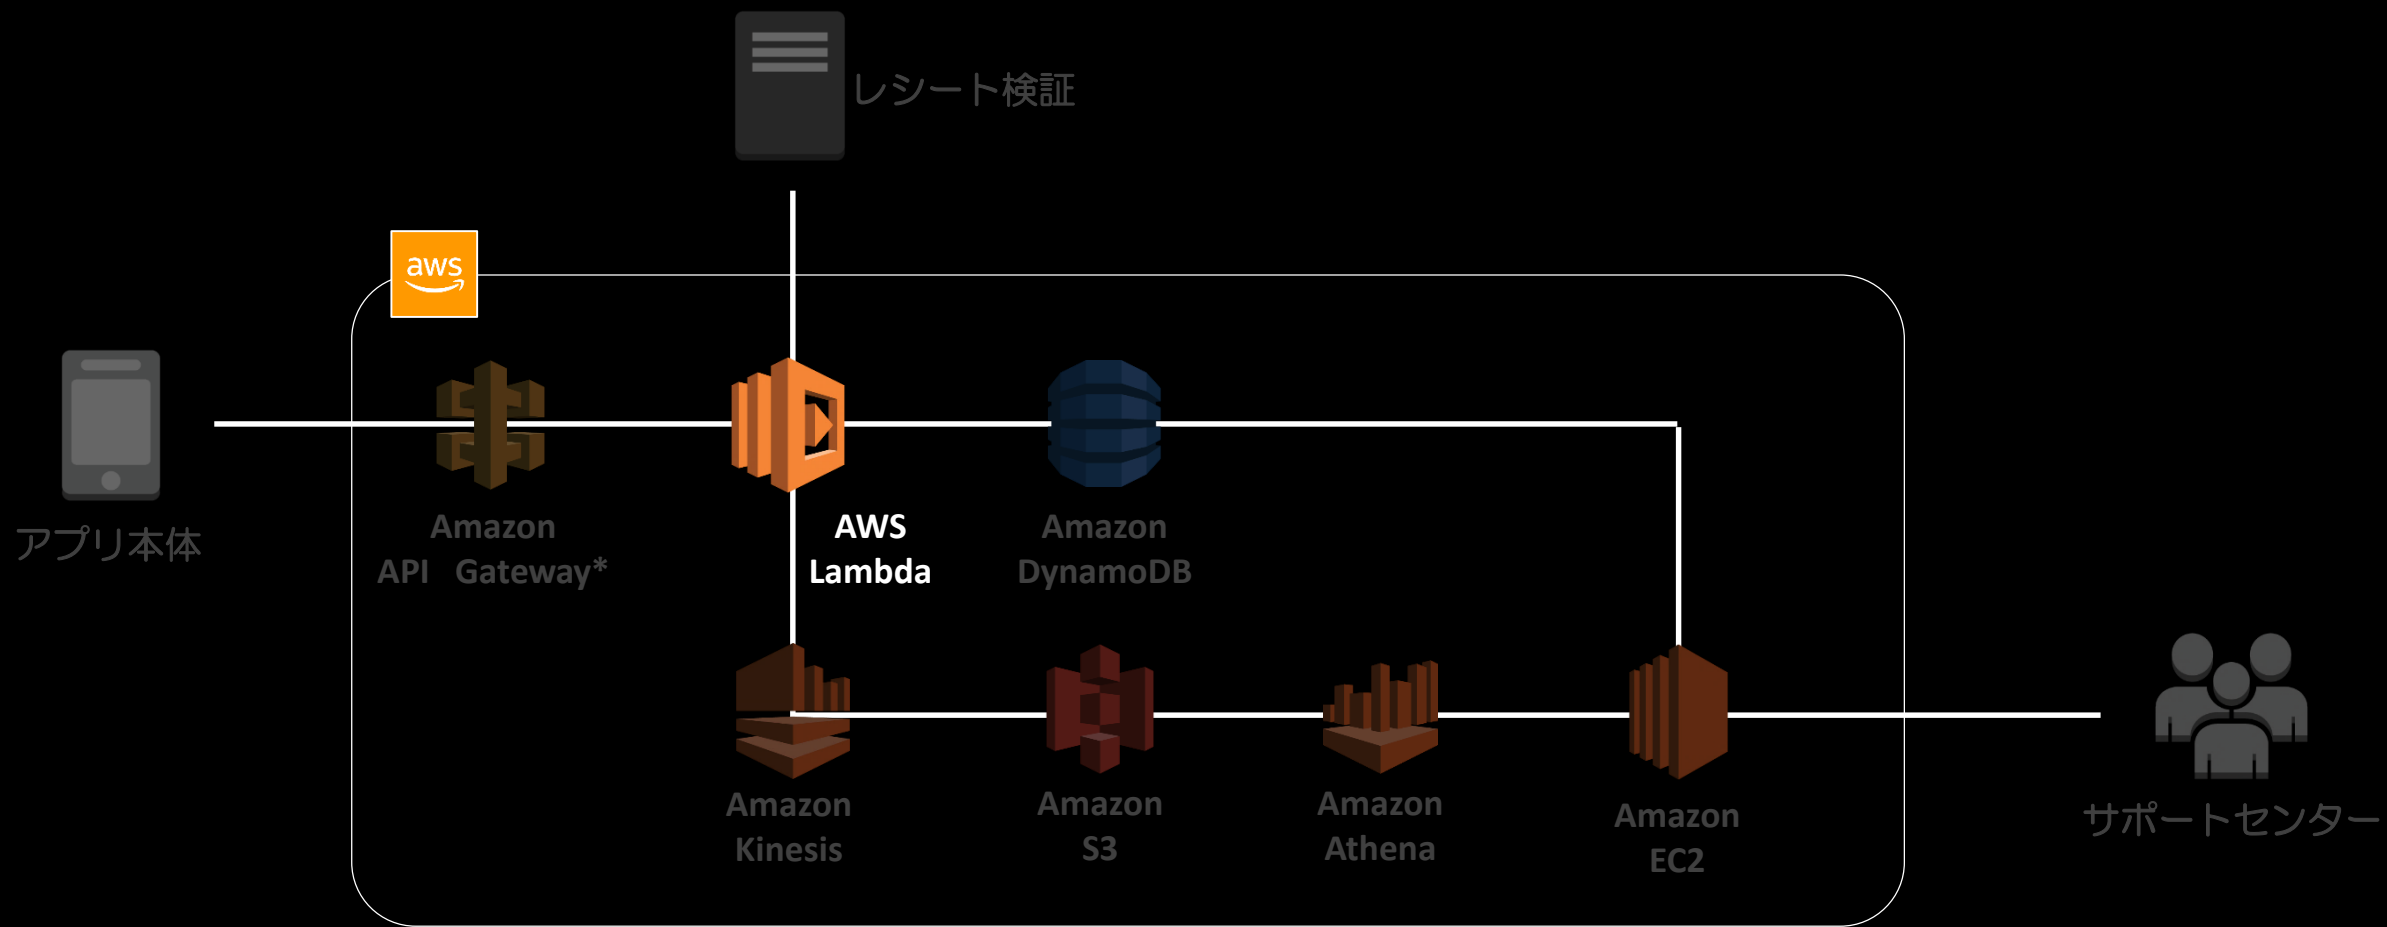 レシート検証
aws
アプリ本体
Amazon
API Gateway*
AWS
Lambda
Amazon
DynamoDB
Amazon
Kinesis
Amazon
S3
Amazon
Athena
Amazon
EC2
サポートセンター